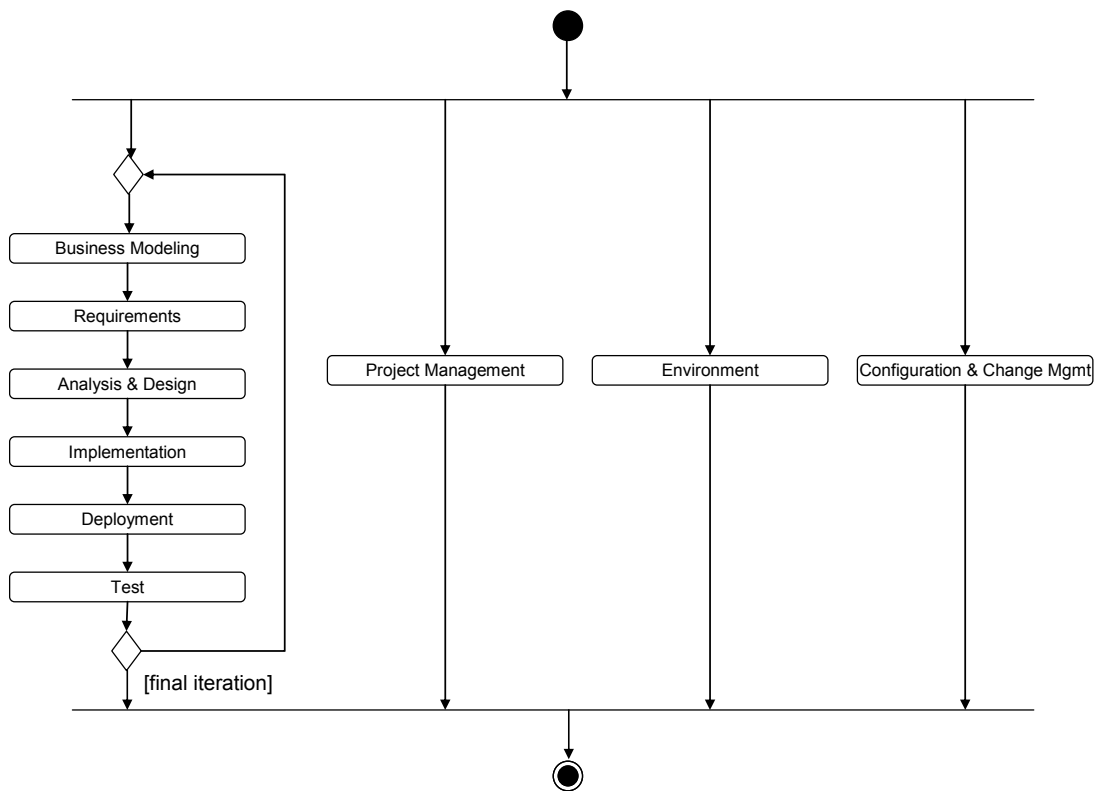 Business Modeling
Requirements
Analysis & Design
Implementation
Deployment
Test
[final iteration]
Project Management
Environment
Configuration & Change Mgmt